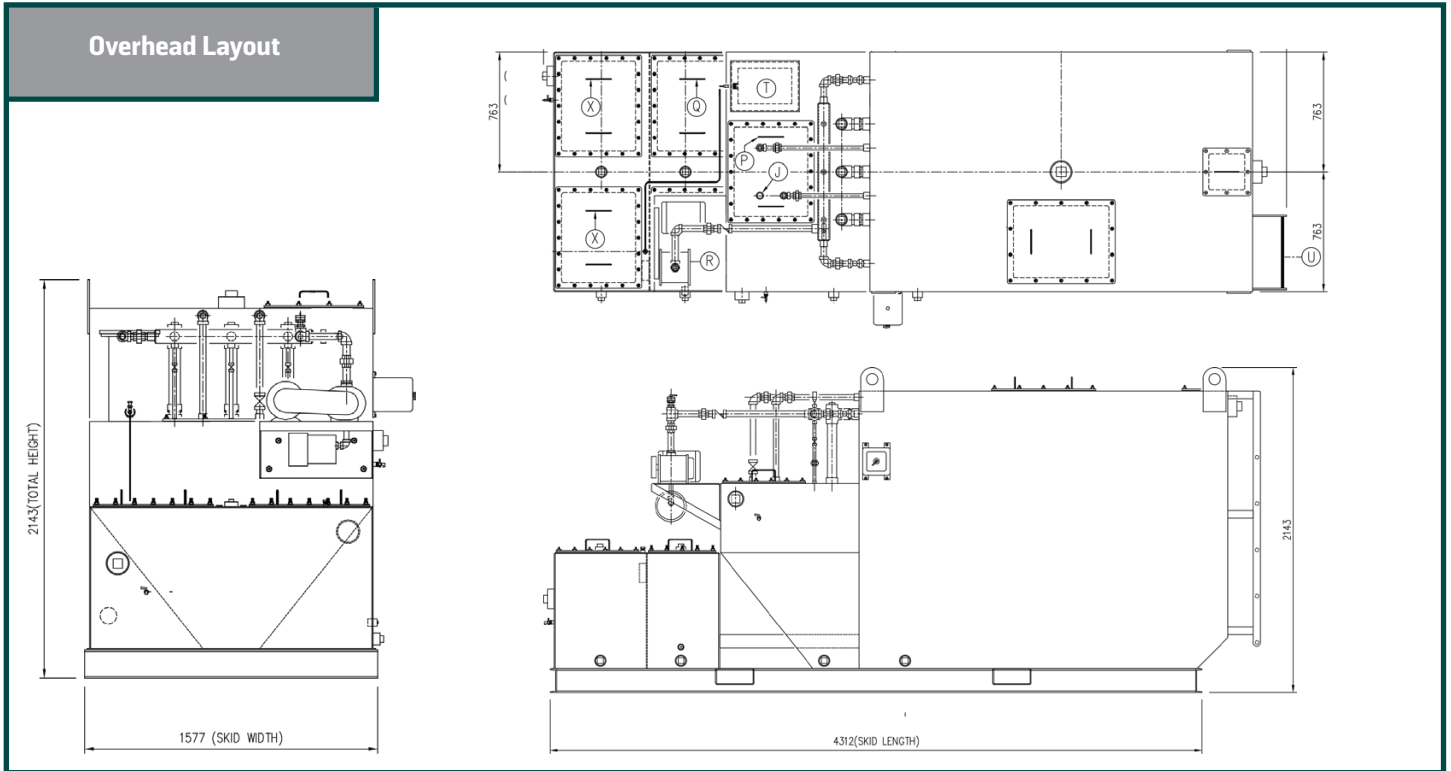 Overhead Layout
763
X
Q
T
P
J
X
R
763
763
U
2143(TOTAL HEIGHT)
1577 (SKID WIDTH)
2143
4312(SKID LENGTH)